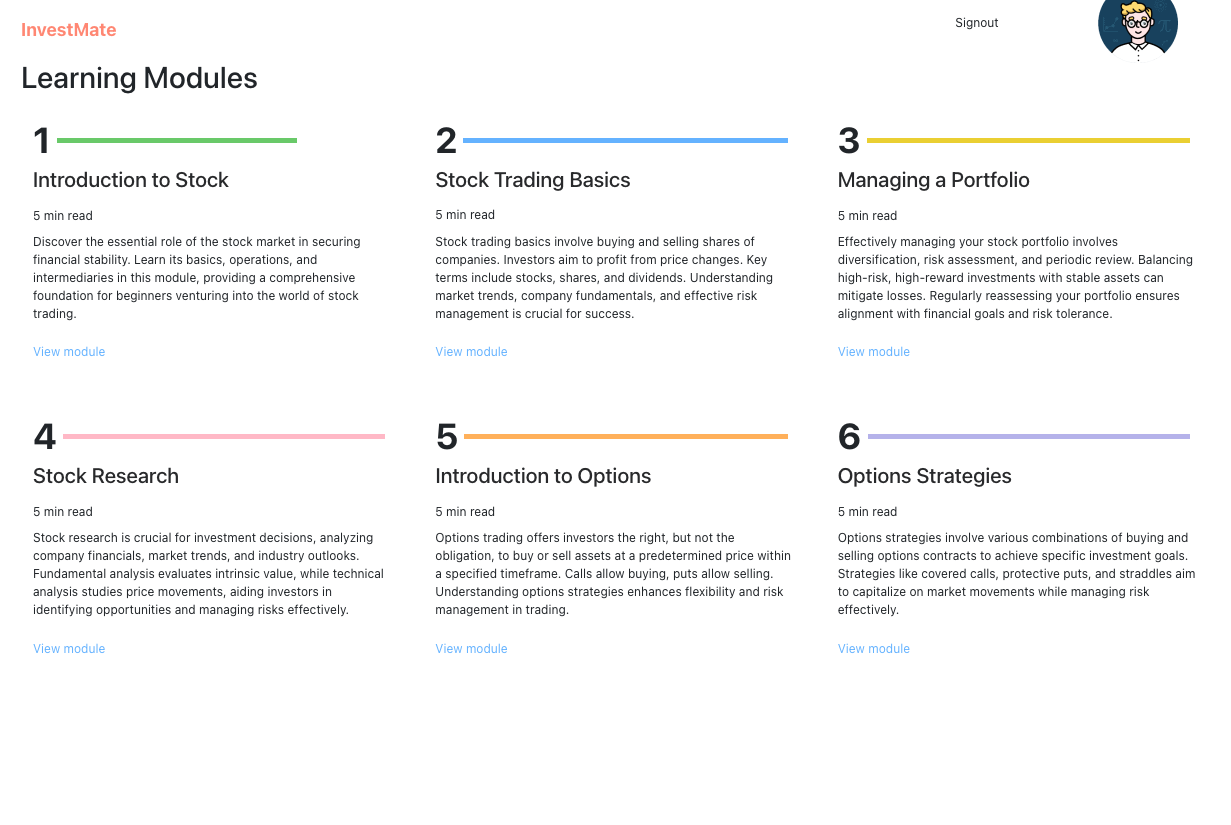 InvestMate
Signout
Learning Modules
1
Introduction to Stock
5 min read
Discover the essential role of the stock market in securing
financial stability. Learn its basics, operations, and
intermediaries in this module, providing a comprehensive
foundation for beginners venturing into the world of stock
trading.
View module
2
Stock Trading Basics
5 min read
Stock trading basics involve buying and selling shares of
companies. Investors aim to profit from price changes. Key
terms include stocks, shares, and dividends. Understanding
market trends, company fundamentals, and effective risk
management is crucial for success.
View module
3
Managing a Portfolio
5 min read
Effectively managing your stock portfolio involves
diversification, risk assessment, and periodic review. Balancing
high-risk, high-reward investments with stable assets can
mitigate losses. Regularly reassessing your portfolio ensures
alignment with financial goals and risk tolerance.
View module
4
Stock Research
5 min read
Stock research is crucial for investment decisions, analyzing
company financials, market trends, and industry outlooks.
Fundamental analysis evaluates intrinsic value, while technical
analysis studies price movements, aiding investors in
identifying opportunities and managing risks effectively.
View module
5
Introduction to Options
5 min read
Options trading offers investors the right, but not the
obligation, to buy or sell assets at a predetermined price within
a specified timeframe. Calls allow buying, puts allow selling.
Understanding options strategies enhances flexibility and risk
management in trading.
View module
6
Options Strategies
5 min read
Options strategies involve various combinations of buying and
selling options contracts to achieve specific investment goals.
Strategies like covered calls, protective puts, and straddles aim
to capitalize on market movements while managing risk
effectively.
View module